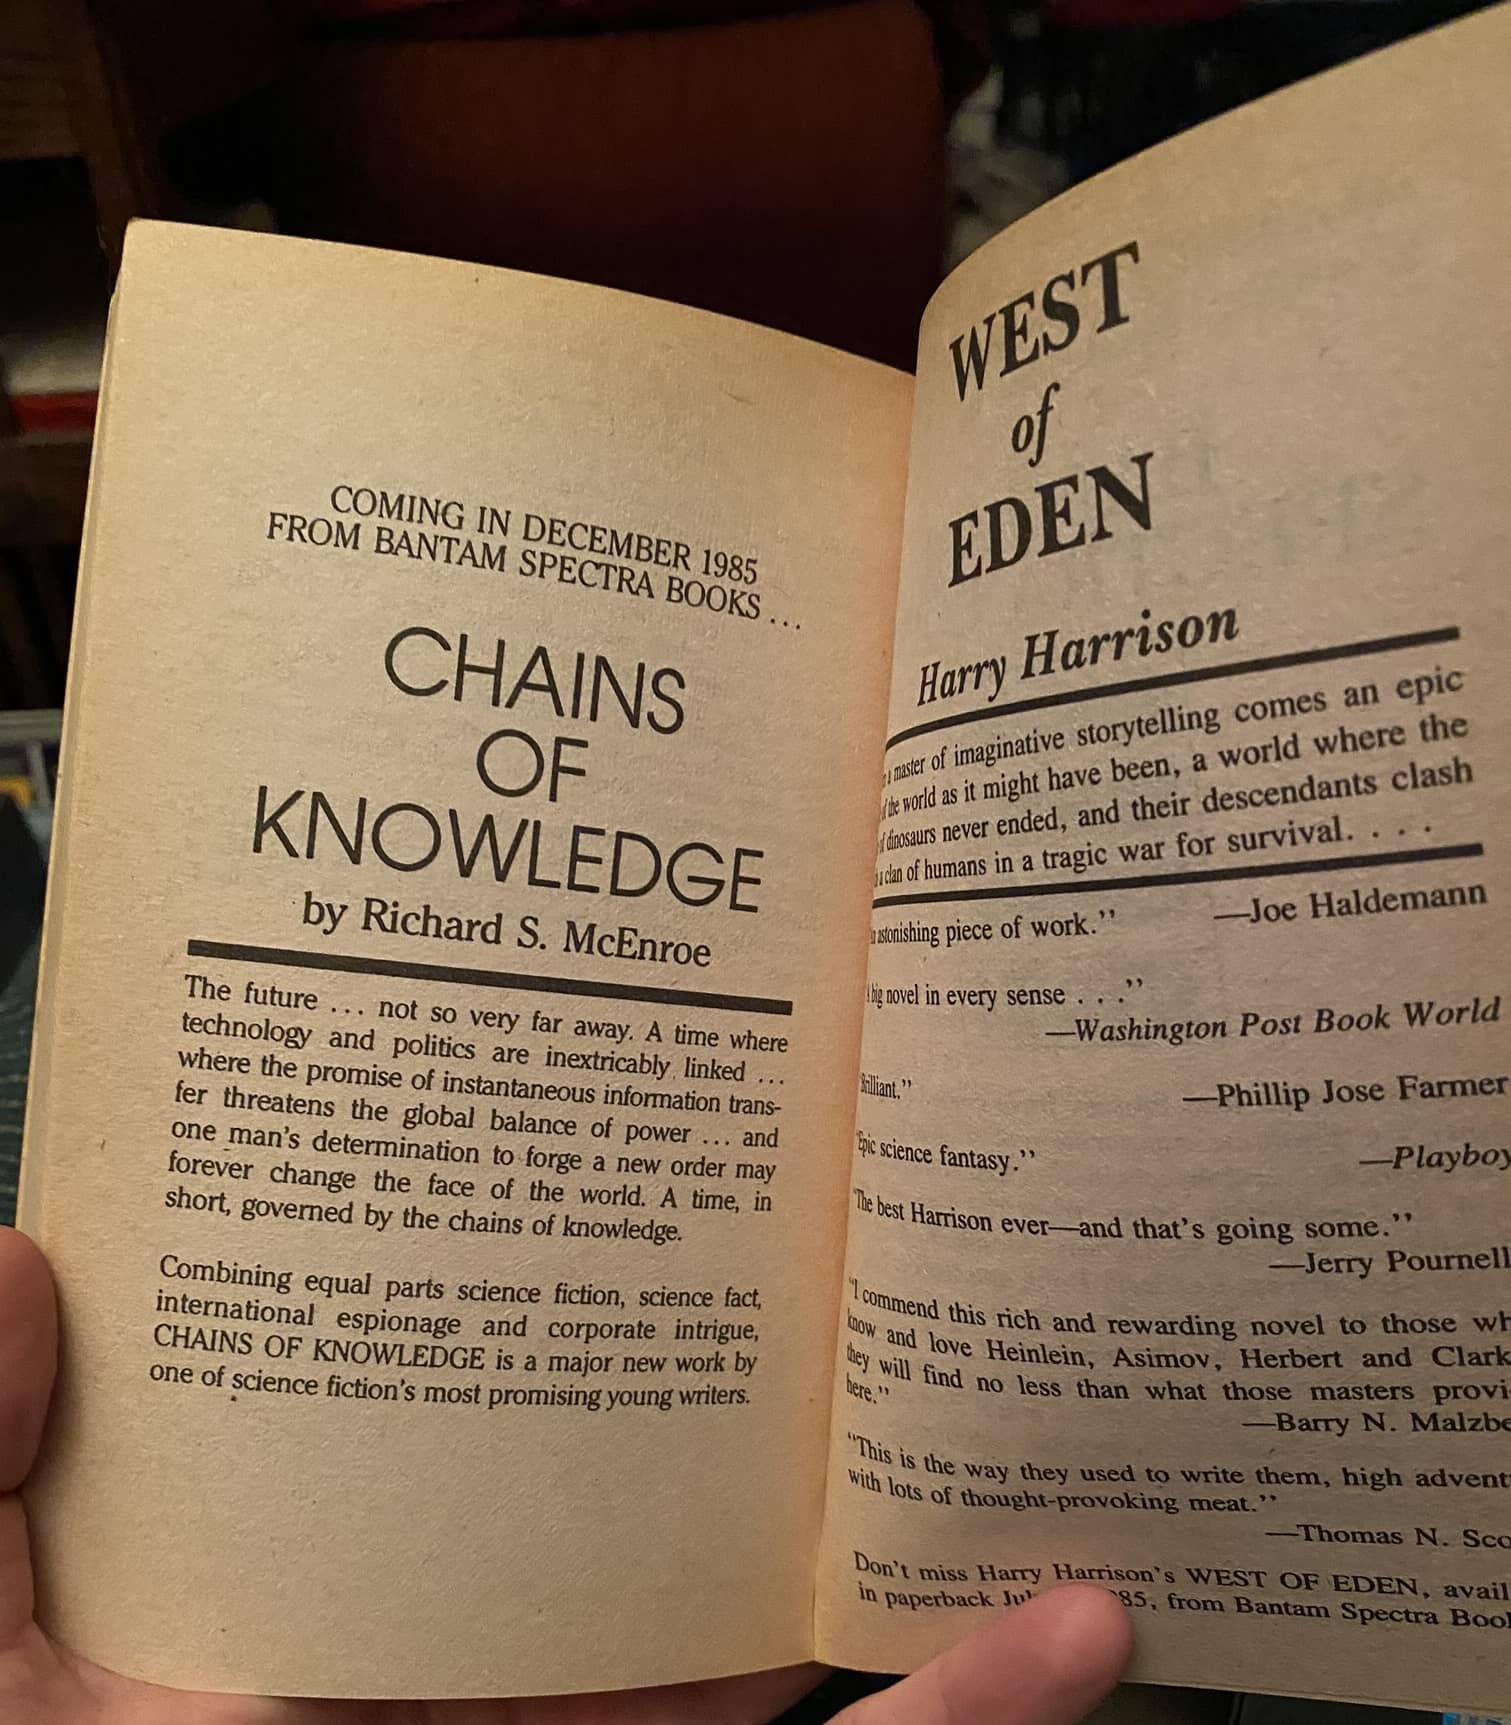 COMING IN DECEMBER 1985
FROM BANTAM SPECTRA BOOKS ...
CHAINS
OF
KNOWLEDGE
by Richard S. McEnroe
The future ... not so very far away. A time where
technology and politics are inextricably linked ...
where the promise of instantaneous information trans-
fer threatens the global balance of power ... and
one man's determination to forge a new order may
forever change the face of the world. A time, in
short, governed by the chains of knowledge.
Combining equal parts science fiction, science fact,
international espionage and corporate intrigue,
CHAINS OF KNOWLEDGE is a major new work by
one of science fiction's most promising young writers.
WEST
of
EDEN
Harry Harrison
a master of imaginative storytelling comes an epic
of the world as it might have been, a world where the
of dinosaurs never ended, and their descendants clash
a clan of humans in a tragic war for survival. . . .
astonishing piece of work.” —Joe Haldemann
big novel in every sense . . .”
—Washington Post Book World
Brilliant.” —Phillip Jose Farmer
“Epic science fantasy.” —Playboy
“The best Harrison ever—and that's going some.”
—Jerry Pournell
“I commend this rich and rewarding novel to those wh
know and love Heinlein, Asimov, Herbert and Clark
they will find no less than what those masters provi
here.”
—Barry N. Malzbe
“This is the way they used to write them, high advent
with lots of thought-provoking meat.”
—Thomas N. Sco
Don't miss Harry Harrison's WEST OF EDEN, avail
in paperback 85, from Bantam Spectra Boo